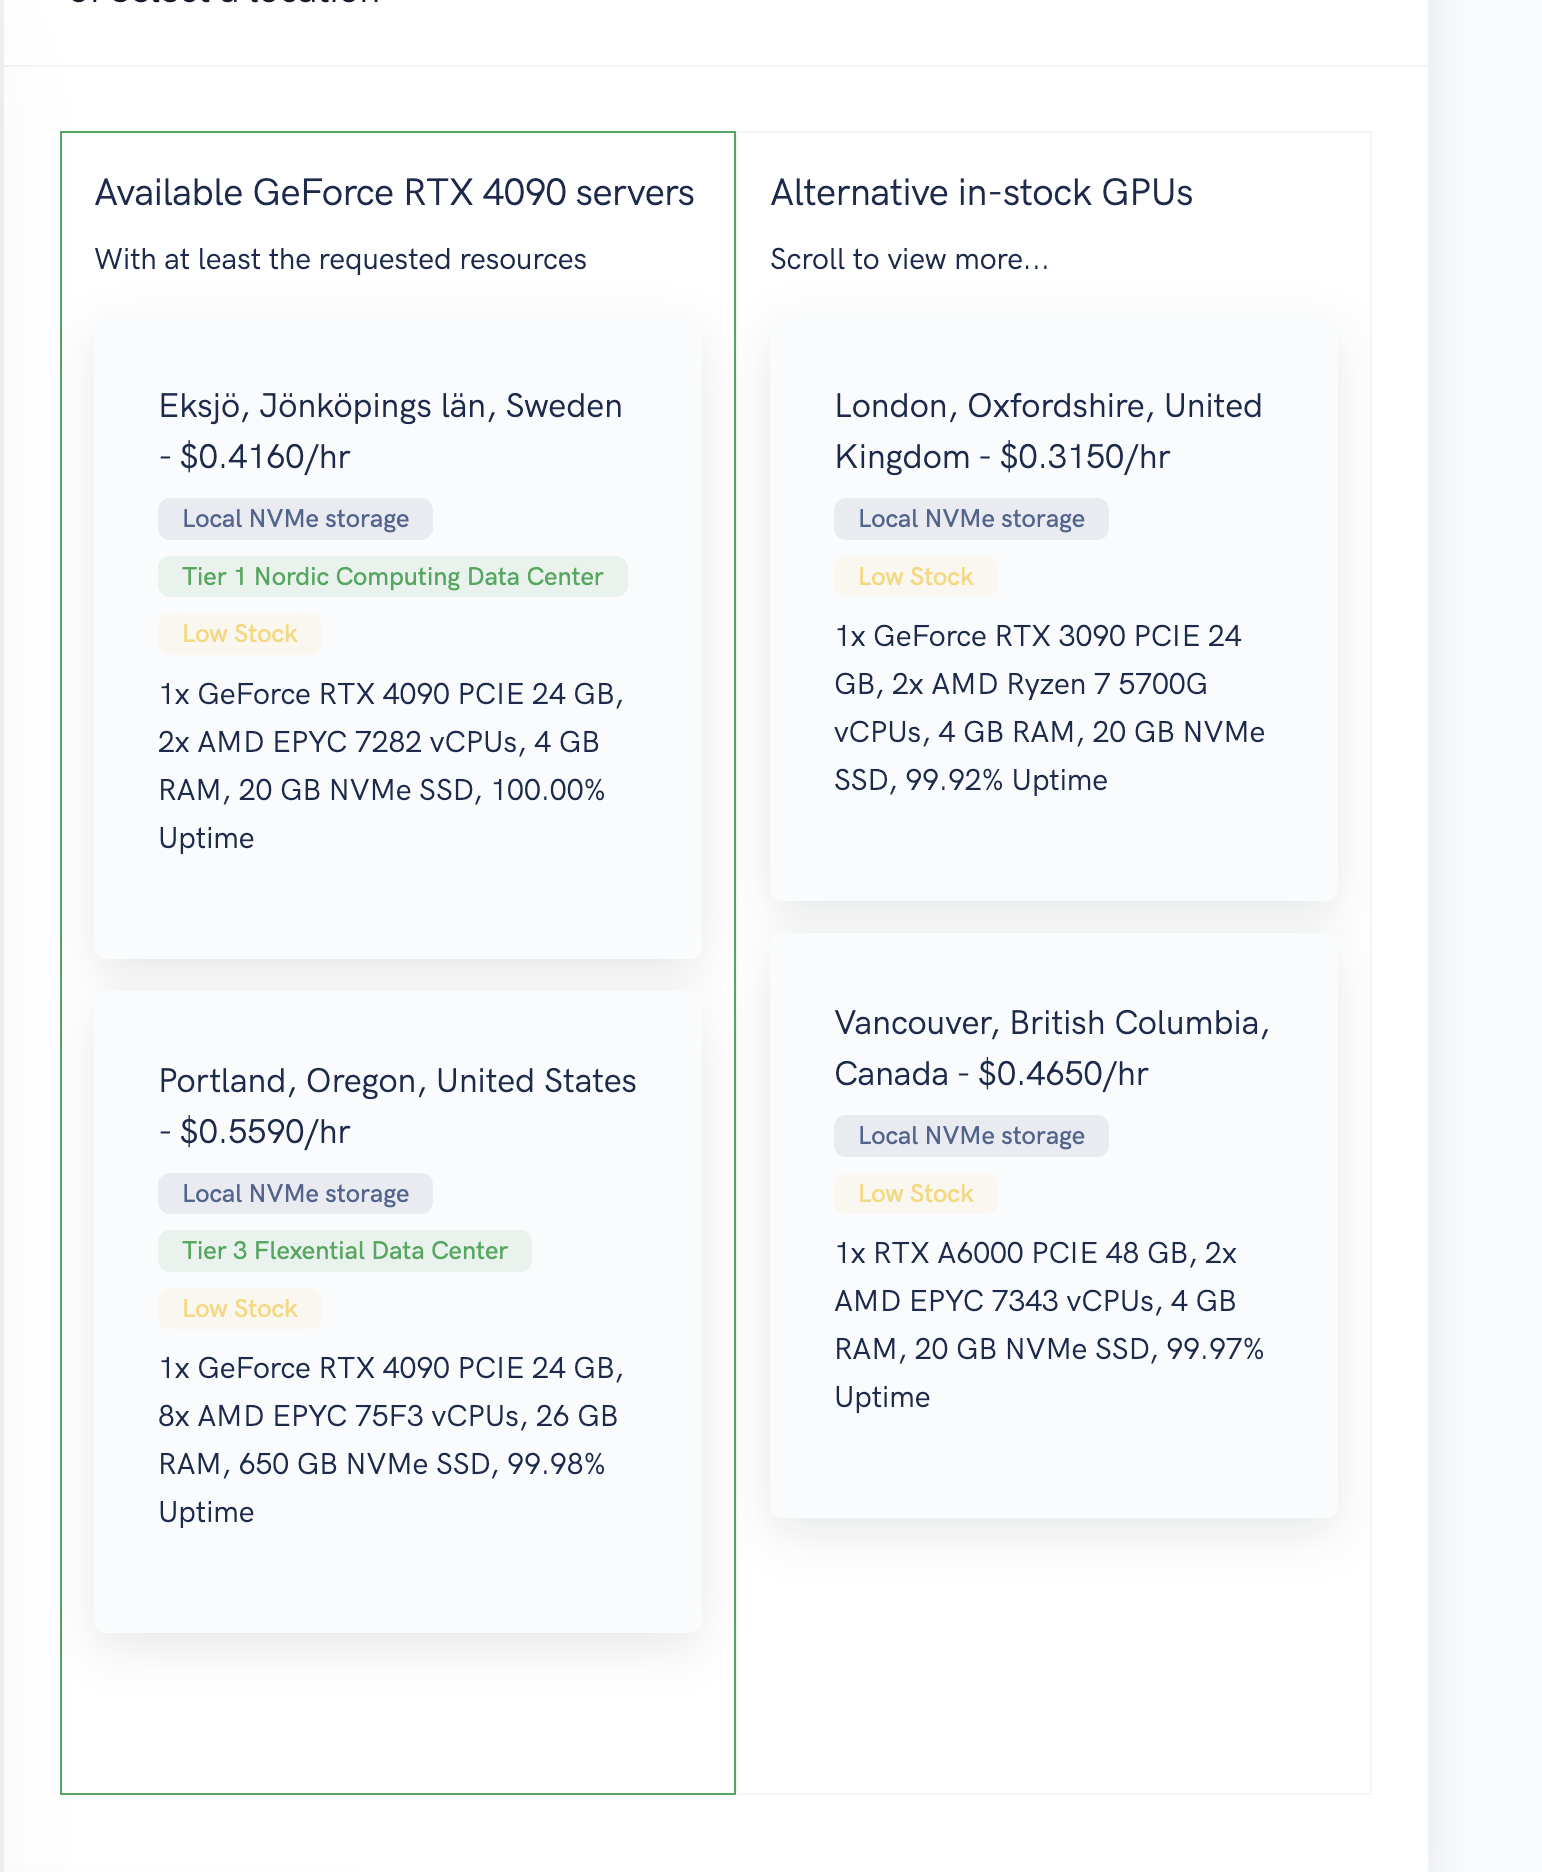 Available GeForce RTX 4090 servers
With at least the requested resources
Eksjö, Jönköpings län, Sweden
- $0.4160/hr
Local NVMe storage
Tier 1 Nordic Computing Data Center
Low Stock
1x GeForce RTX 4090 PCIE 24 GB,
2x AMD EPYC 7282 vCPUs, 4 GB
RAM, 20 GB NVMe SSD, 100.00%
Uptime
Portland, Oregon, United States
- $0.5590/hr
Local NVMe storage
Tier 3 Flexential Data Center
Low Stock
1x GeForce RTX 4090 PCIE 24 GB,
8x AMD EPYC 75F3 vCPUs, 26 GB
RAM, 650 GB NVMe SSD, 99.98%
Uptime
Alternative in-stock GPUs
Scroll to view more...
London, Oxfordshire, United
Kingdom - $0.3150/hr
Local NVMe storage
Low Stock
1x GeForce RTX 3090 PCIE 24
GB, 2x AMD Ryzen 7 5700G
vCPUs, 4 GB RAM, 20 GB NVMe
SSD, 99.92% Uptime
Vancouver, British Columbia,
Canada - $0.4650/hr
Local NVMe storage
Low Stock
1x RTX A6000 PCIE 48 GB, 2x
AMD EPYC 7343 vCPUs, 4 GB
RAM, 20 GB NVMe SSD, 99.97%
Uptime